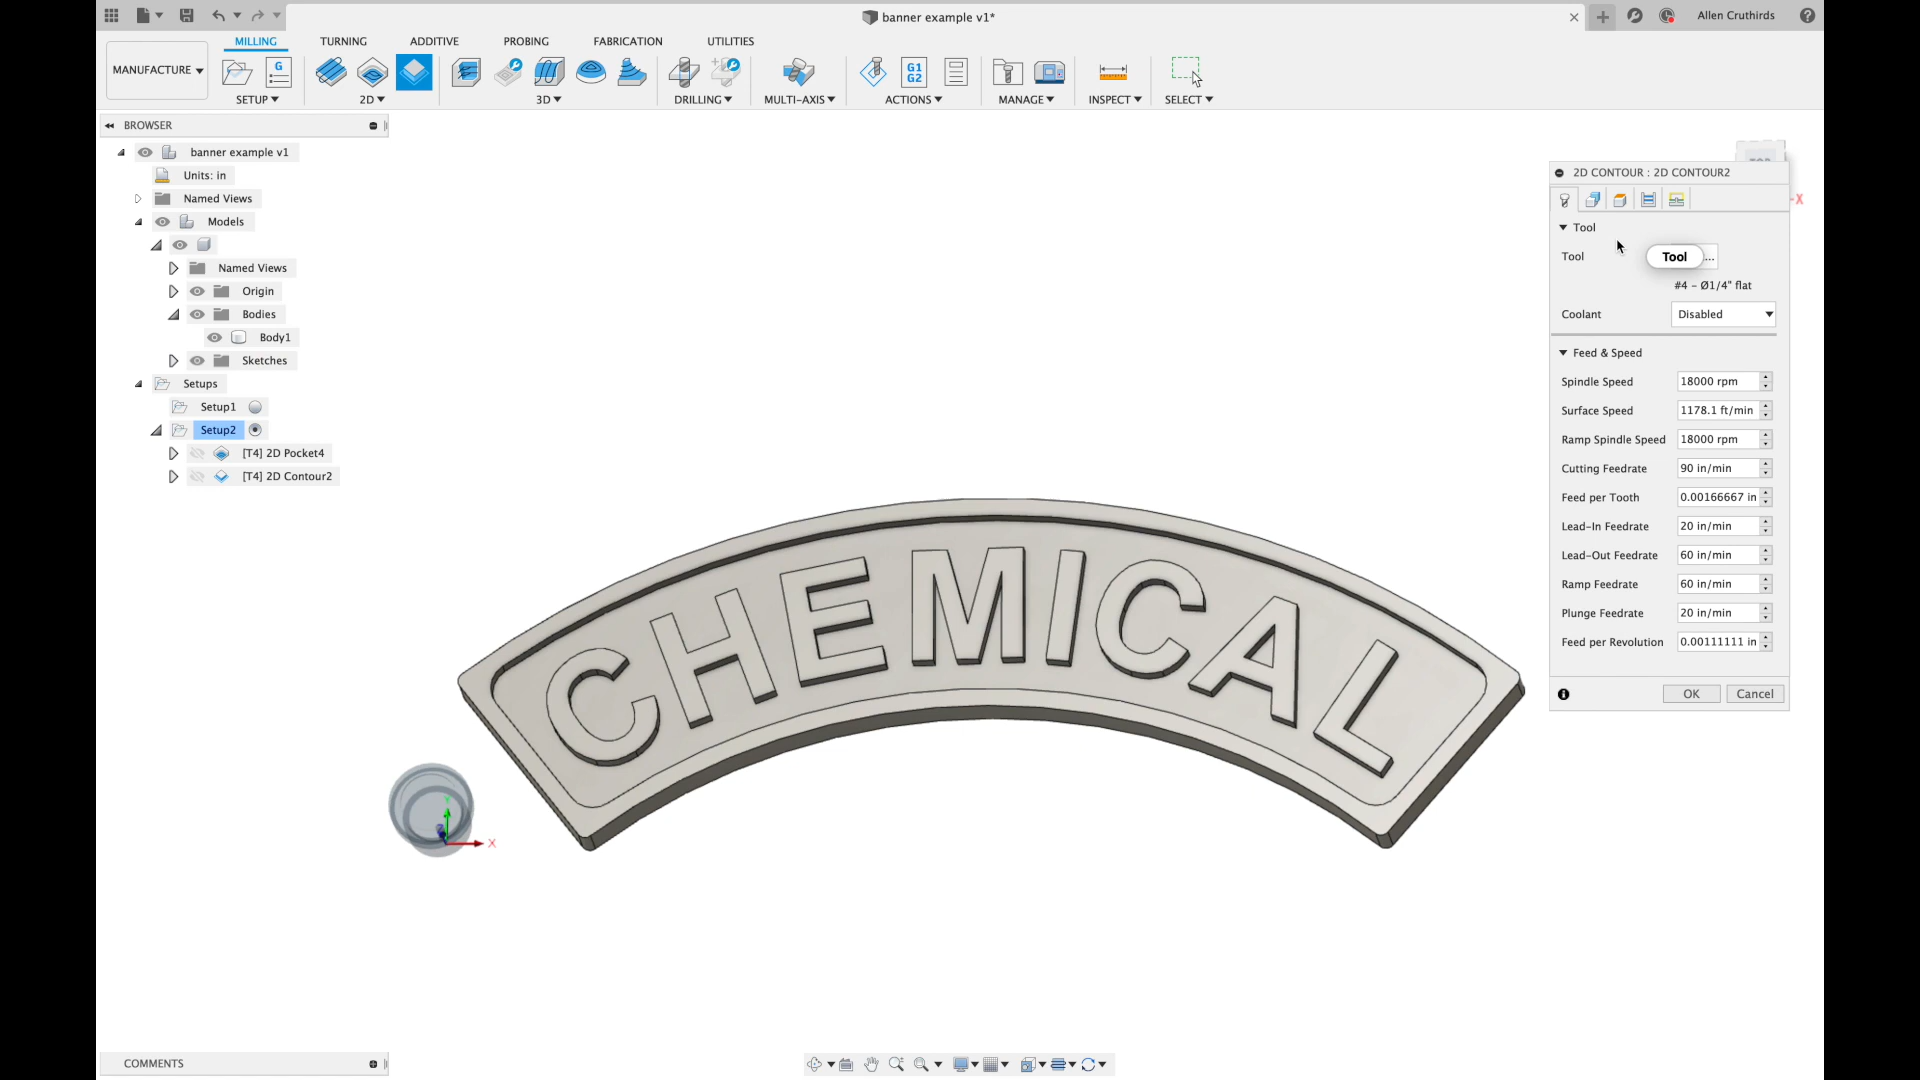 banner example v1*
Allen Cruthirds
MANUFACTURE
MILLING
TURNING
ADDITIVE
PROBING
FABRICATION
UTILITIES
SETUP
2D
3D
DRILLING
MULTI-AXIS
ACTIONS
MANAGE
INSPECT
SELECT
G
G1
G2
BROWSER
banner example v1
Units: in
Named Views
Models
Named Views
Origin
Bodies
Body1
Sketches
Setups
Setup1
Setup2
[T4] 2D Pocket4
[T4] 2D Contour2
CHEMICAL
Y
X
X
2D CONTOUR : 2D CONTOUR2
Tool
Tool
Tool
...
#4 - Ø1/4" flat
Coolant Disabled
Feed & Speed
Spindle Speed 18000 rpm
Surface Speed 1178.1 ft/min
Ramp Spindle Speed 18000 rpm
Cutting Feedrate 90 in/min
Feed per Tooth 0.00166667 in
Lead-In Feedrate 20 in/min
Lead-Out Feedrate 60 in/min
Ramp Feedrate 60 in/min
Plunge Feedrate 20 in/min
Feed per Revolution 0.00111111 in
OK Cancel
COMMENTS